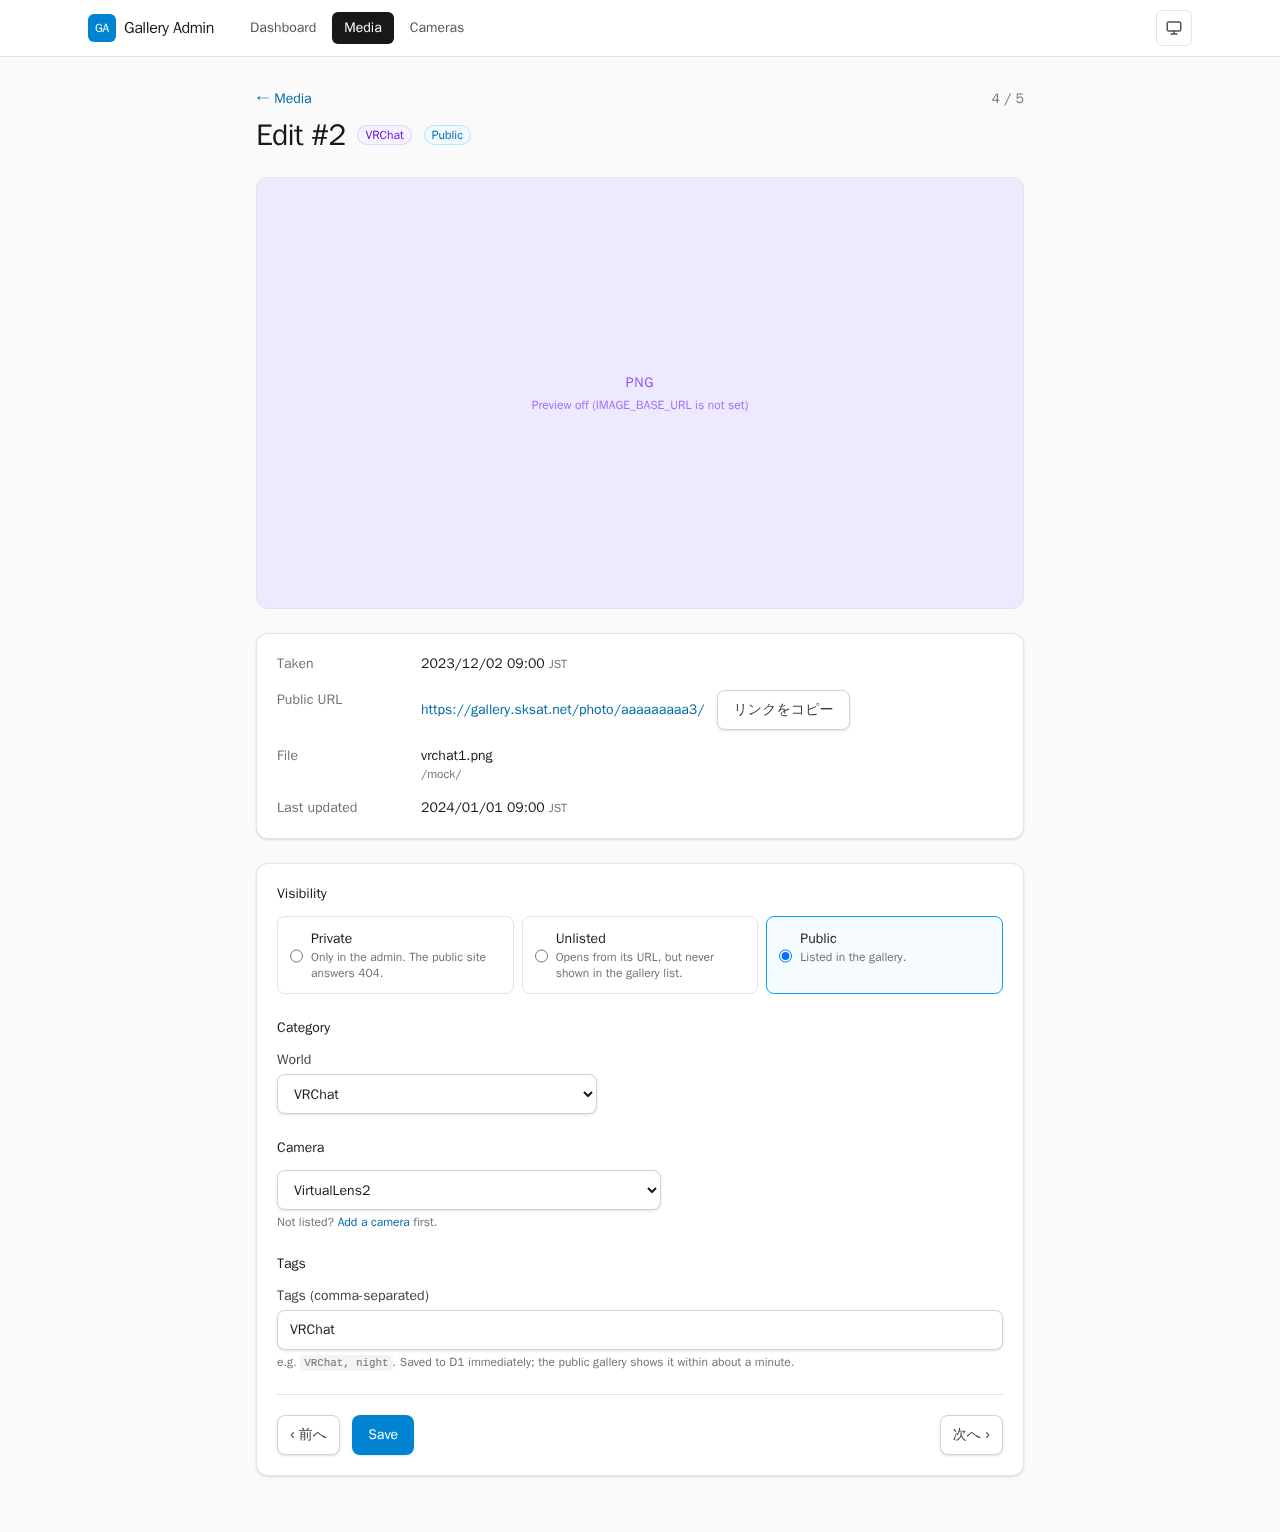 GA Gallery Admin Dashboard Media Cameras
← Media 4 / 5
Edit #2 VRChat Public
PNG
Preview off (IMAGE_BASE_URL is not set)
Taken 2023/12/02 09:00 JST
Public URL https://gallery.sksat.net/photo/aaaaaaaaa3/ リンクをコピー
File vrchat1.png
/mock/
Last updated 2024/01/01 09:00 JST
Visibility
Private
Only in the admin. The public site
answers 404.
Unlisted
Opens from its URL, but never
shown in the gallery list.
Public
Listed in the gallery.
Category
World
VRChat
Camera
VirtualLens2
Not listed? Add a camera first.
Tags
Tags (comma-separated)
VRChat
e.g. VRChat, night. Saved to D1 immediately; the public gallery shows it within about a minute.
‹ 前へ Save 次へ ›